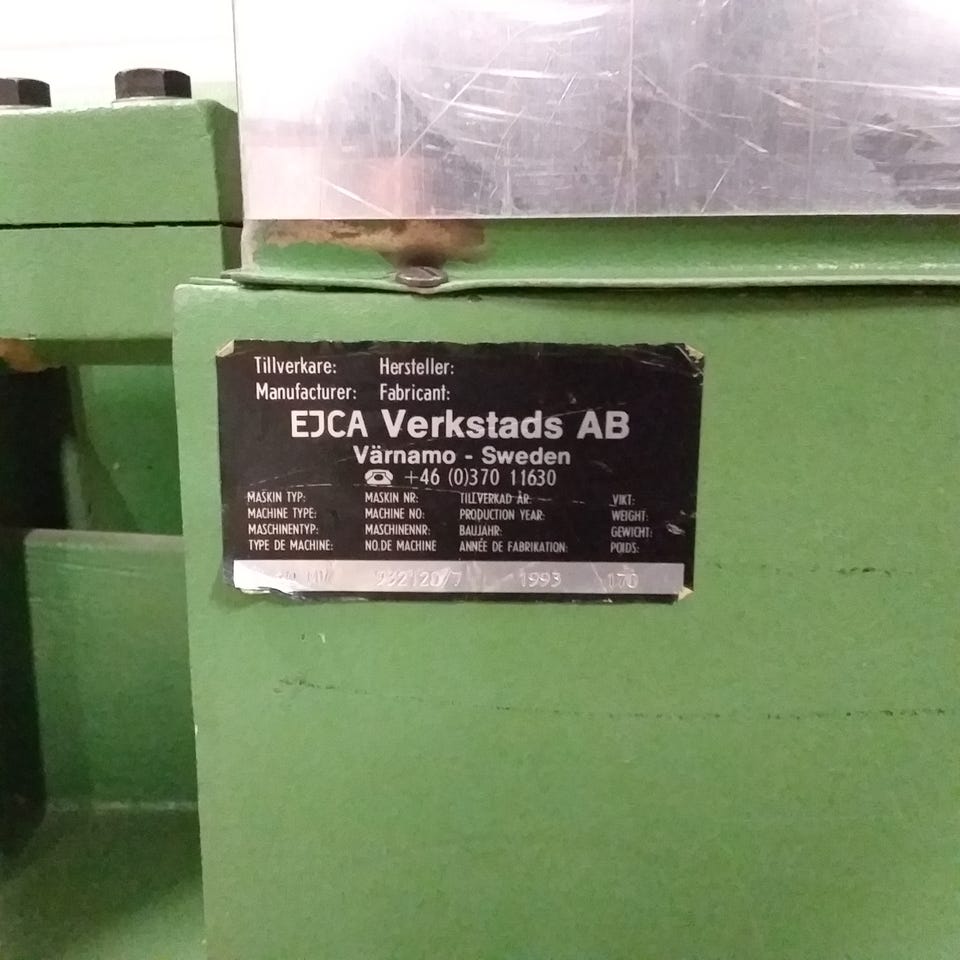 Tillverkare: Hersteller:
Manufacturer: Fabricant:
EJCA Verkstads AB
Värnamo - Sweden
+46 (0)370 11630
MASKIN TYP: MASKIN NR: TILLVERKAD ÅR: VIKT:
MACHINE TYPE: MACHINE NO: PRODUCTION YEAR: WEIGHT:
MASCHINENTYP: MASCHINENNR: BAUJAHR: GEWICHT:
TYPE DE MACHINE: NO.DE MACHINE ANNÉE DE FABRIKATION: POIDS:
1993 170